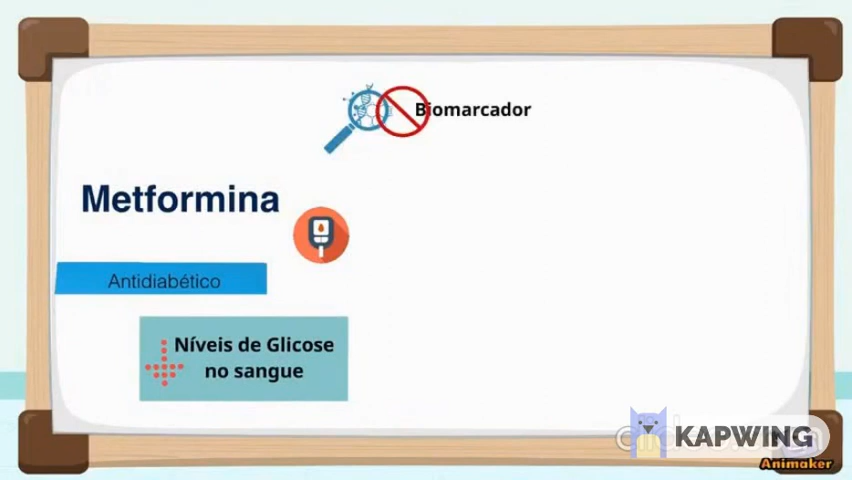 Biomarcador
Metformina
Antidiabético
Níveis de Glicose
no sangue
KAPWING
Animaker